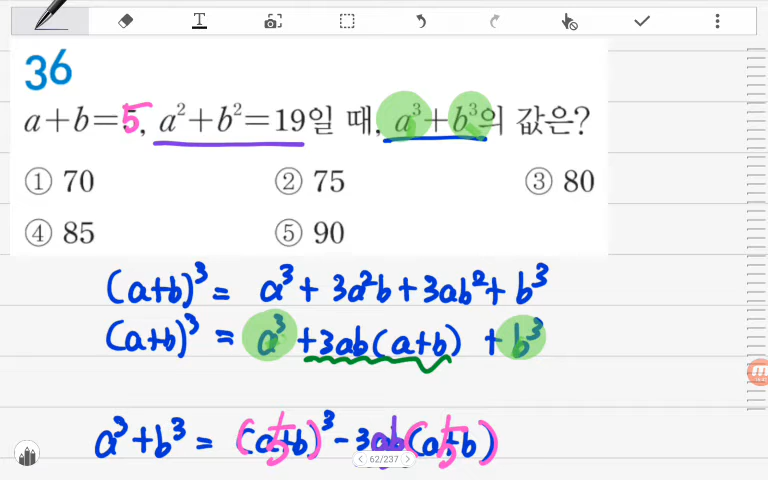 T
36
a+b=5, a²+b²=19일 때, a³+b³의 값은?
① 70 ② 75 ③ 80
④ 85 ⑤ 90
(a+b)³ = a³+3a²b+3ab²+b³
(a+b)³ = a³+3ab(a+b)+b³
a³+b³ = (a+b)³-3ab(a+b)
5 5
62/237